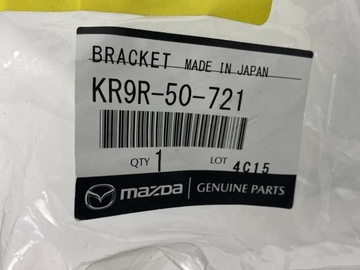 BRACKET MADE IN JAPAN
KR9R-50-721
QTY 1 LOT 4C15
mazda GENUINE PARTS